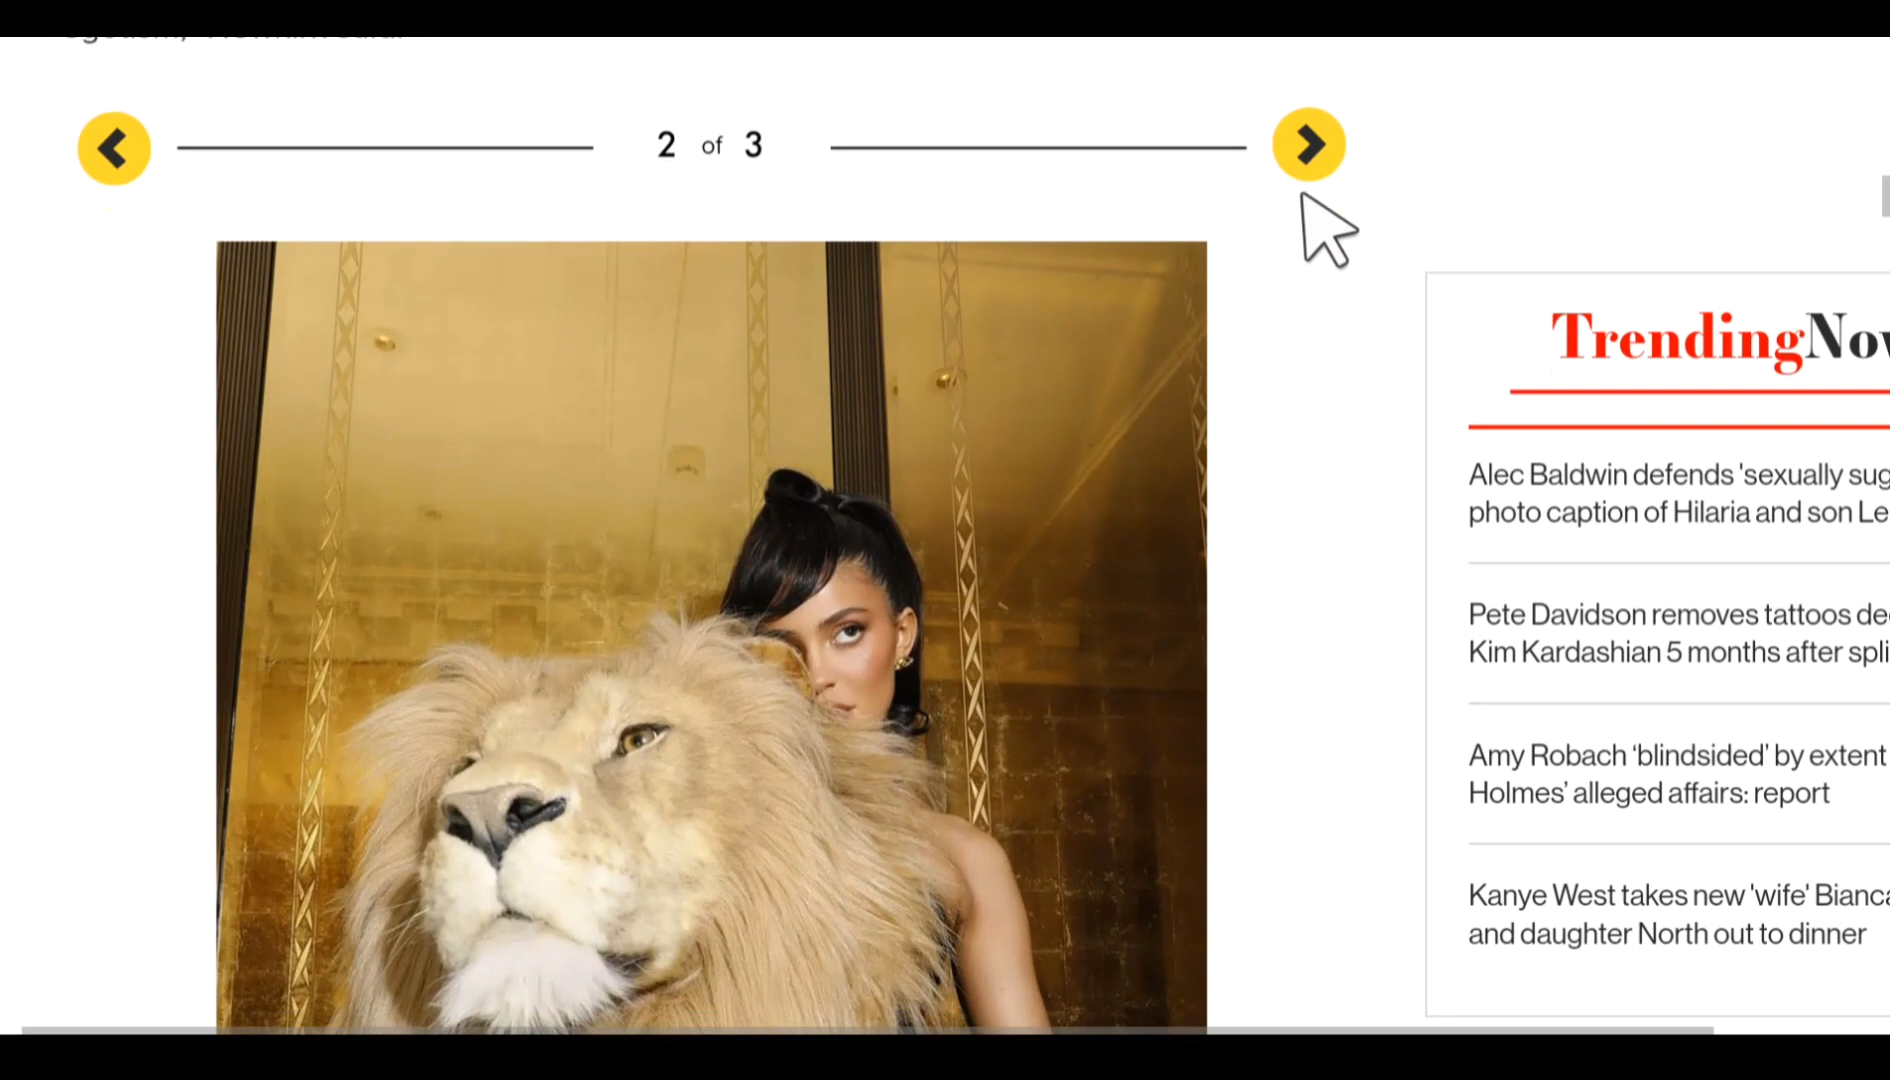 2 of 3
TrendingNow
Alec Baldwin defends 'sexually sug
photo caption of Hilaria and son Le
Pete Davidson removes tattoos de
Kim Kardashian 5 months after spli
Amy Robach ‘blindsided’ by extent
Holmes’ alleged affairs: report
Kanye West takes new 'wife' Bianca
and daughter North out to dinner